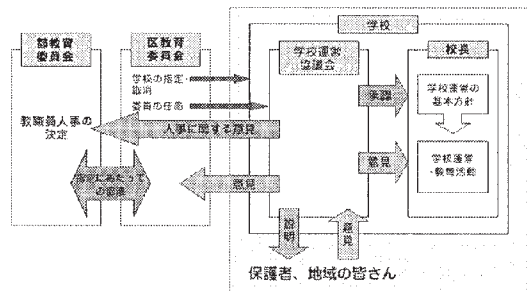 学校
都教育
委員会
区教育
委員会
学校運営
協議会
校長
学校の指定・
取消
委員の任命
教職員人事の
決定
人事に関する意見
承認
学校運営の
基本方針
意見
学校運営
・教育活動
意見
説明
意見
保護者、地域の皆さん